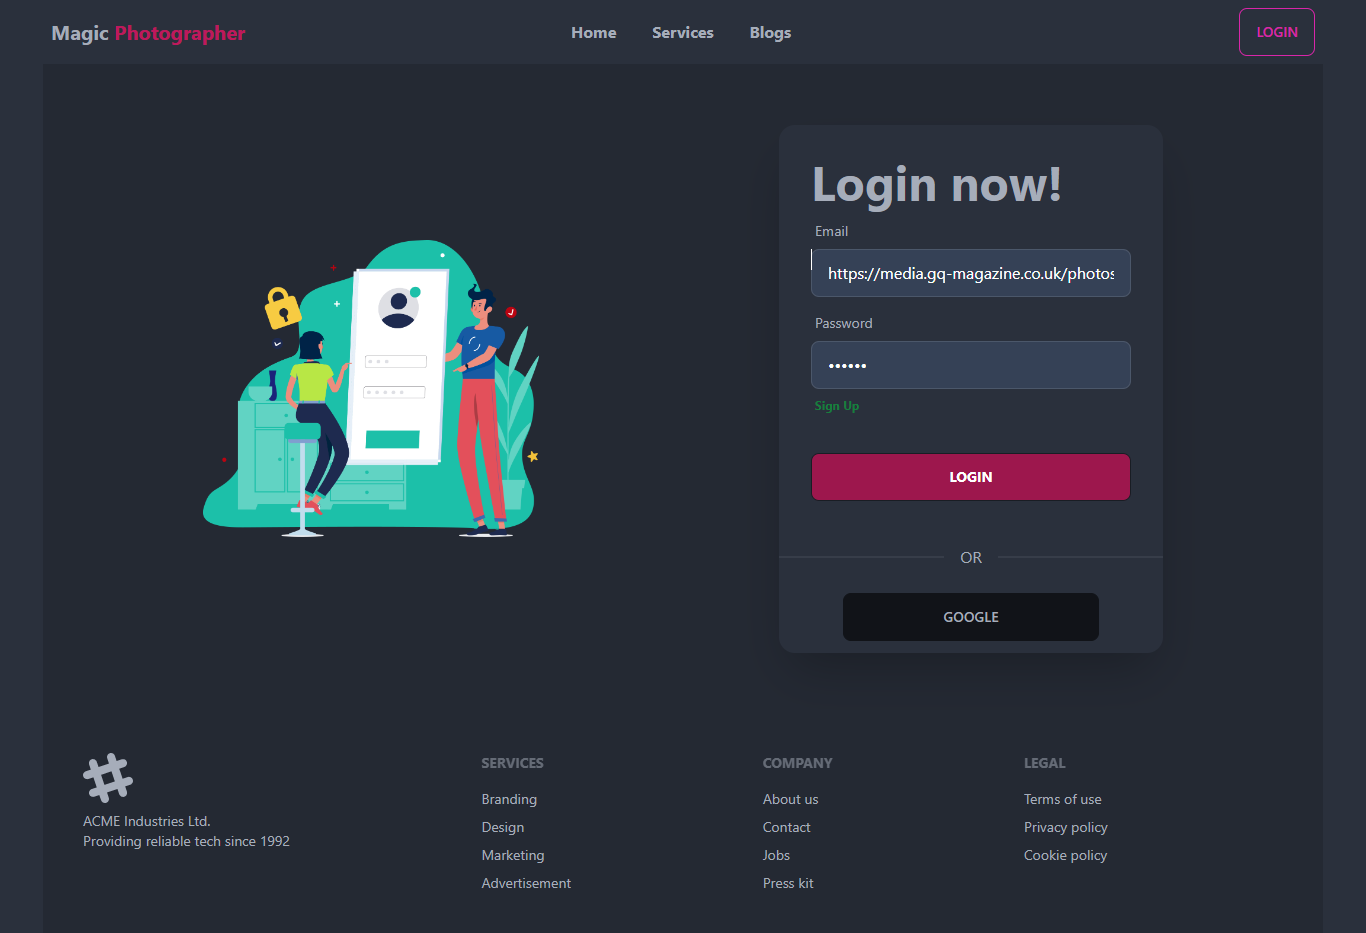 Magic Photographer
Home
Services
Blogs
LOGIN
Login now!
Email
https://media.gq-magazine.co.uk/photos
Password
••••••
Sign Up
LOGIN
OR
GOOGLE
ACME Industries Ltd.
Providing reliable tech since 1992
SERVICES
Branding
Design
Marketing
Advertisement
COMPANY
About us
Contact
Jobs
Press kit
LEGAL
Terms of use
Privacy policy
Cookie policy